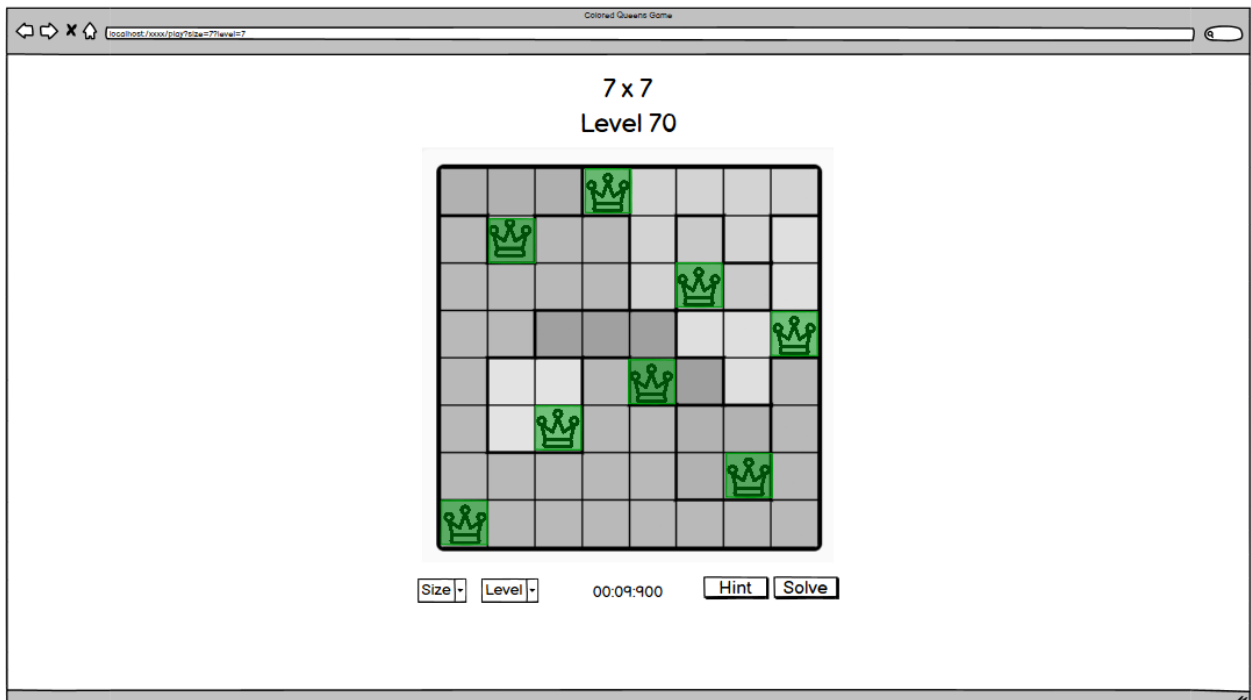 Colored Queens Game
localhost:/xxxx/play?size=7?level=7
7 x 7
Level 70
Size
Level
00:09:900
Hint
Solve